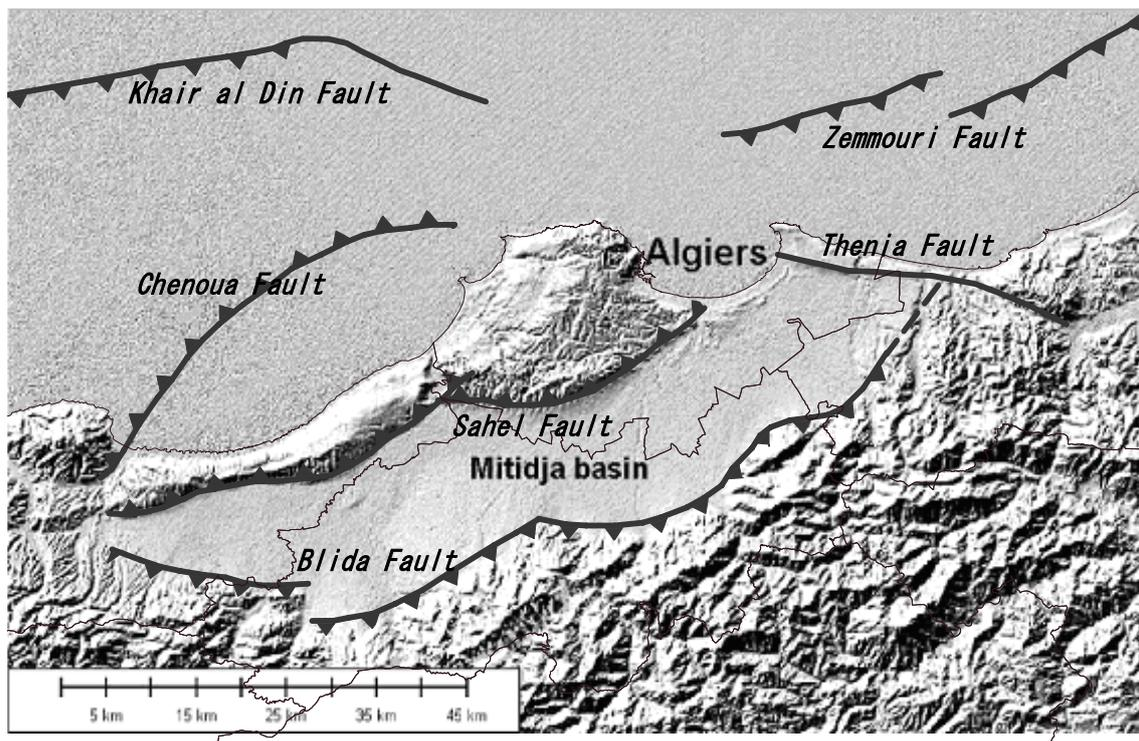 Khair al Din Fault
Zemmouri Fault
Algiers
Thenia Fault
Chenoua Fault
Sahel Fault
Mitidja basin
Blida Fault
5 km 15 km 25 km 35 km 45 km